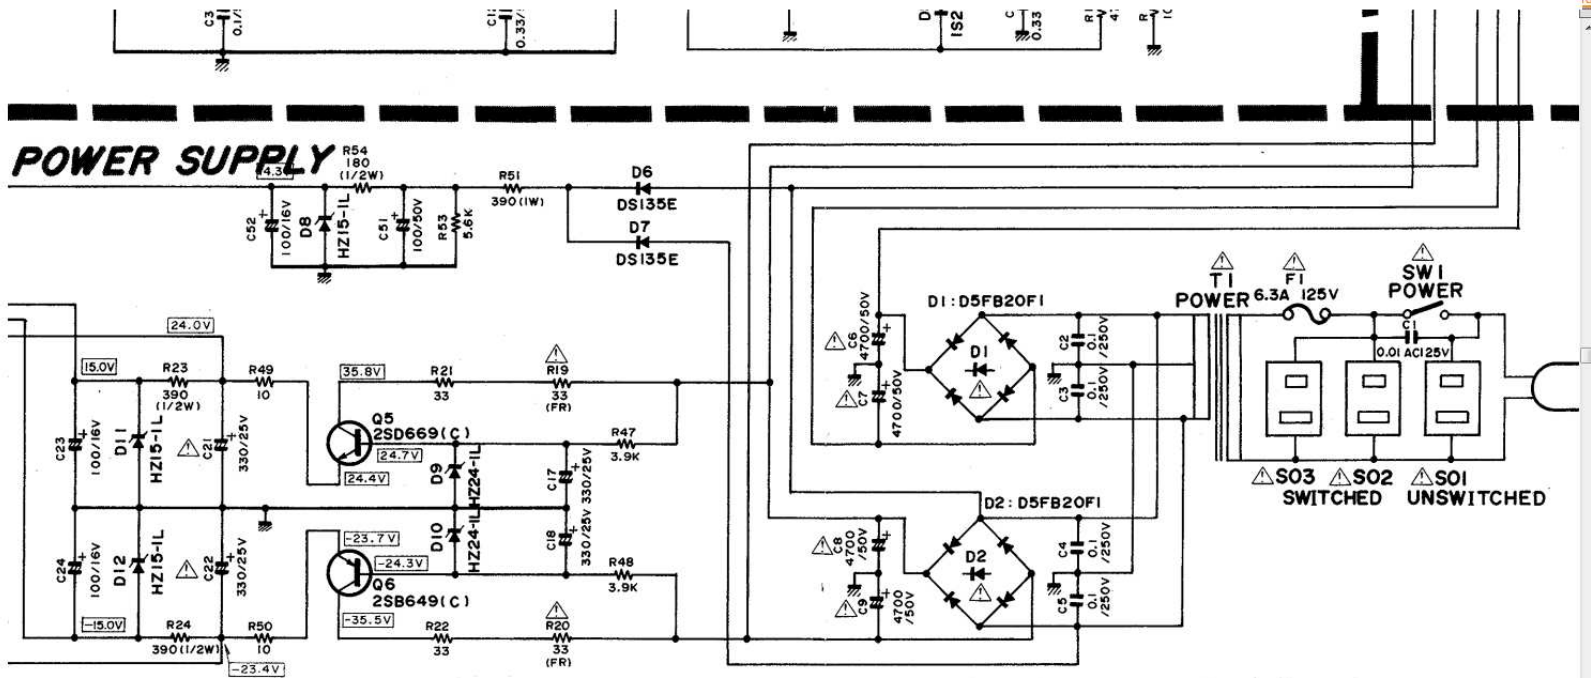 C3
0.1/
0.33/
1S2
0.33
POWER SUPPLY
R54
180
(1/2W)
R51
390(1W)
D6
DS135E
D7
DS135E
C52
100/16V
D8
HZ15-1L
C51
100/50V
R53
5.6K
24.0V
15.0V
R23
390
(1/2W)
R49
10
35.8V
R21
33
R19
33
(FR)
Q5
2SD669(C)
24.7V
24.4V
R47
3.9K
C23
100/16V
D11
HZ15-1L
C21
330/25V
D9
HZ24-1L
C17
330/25V
C24
100/16V
D12
HZ15-1L
C22
330/25V
D10
HZ24-1L
C18
330/25V
-23.7V
-24.3V
Q6
2SB649(C)
-35.5V
R48
3.9K
-15.0V
R24
390(1/2W)
R50
10
-23.4V
R22
33
R20
33
(FR)
D1:D5FB20F1
D1
C6
4700/50V
C7
4700/50V
C2
0.1
/250V
C3
0.1
/250V
D2:D5FB20F1
D2
C8
4700
/50V
C9
4700
/50V
C4
0.1
/250V
C5
0.1
/250V
T1
POWER
F1
6.3A 125V
SW1
POWER
C1
0.01 AC125V
SO3 SO2 SO1
SWITCHED UNSWITCHED